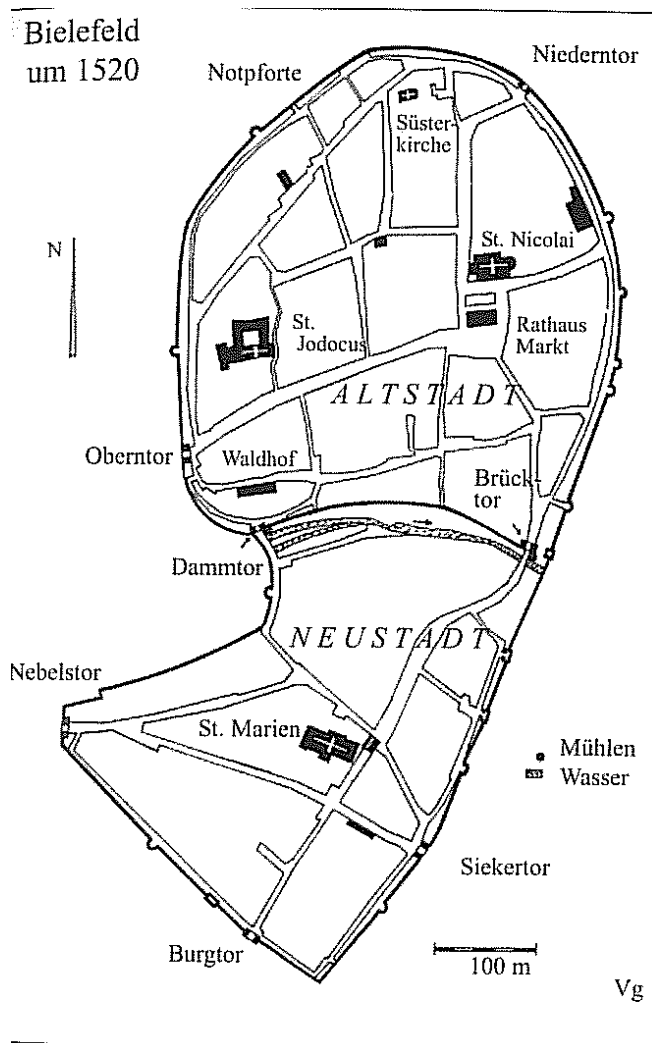 Bielefeld
um 1520
Notpforte
Niederntor
Süster-
kirche
N
St. Nicolai
St.
Jodocus
Rathaus
Markt
ALTSTADT
Oberntor
Waldhof
Brück-
tor
Dammtor
NEUSTADT
Nebelstor
St. Marien
Mühlen
Wasser
Siekertor
Burgtor
100 m
Vg